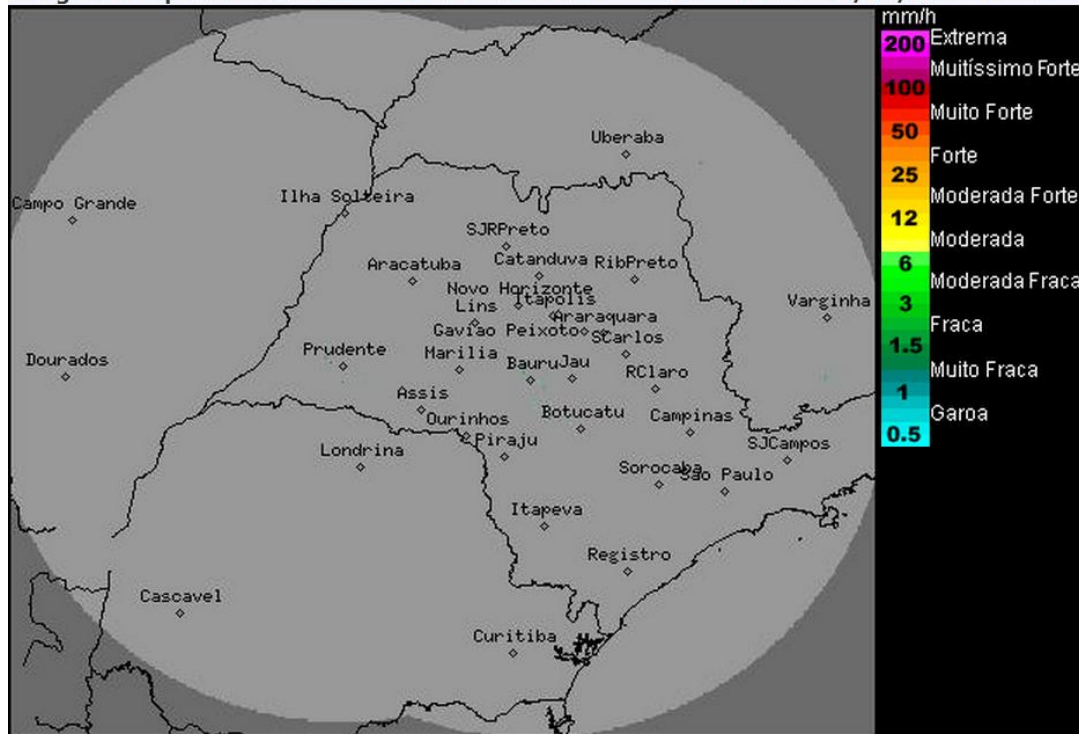 mm/h
200 Extrema
Muitíssimo Forte
100
Muito Forte
50
Forte
25
Moderada Forte
12
Moderada
6
Moderada Fraca
3
Fraca
1.5
Muito Fraca
1
Garoa
0.5
Uberaba
Campo Grande
Ilha Solteira
SJRPreto
Aracatuba
Catanduva
RibPreto
Novo Horizonte
Itapolis
Lins
Araraquara
Varginha
Gaviao Peixoto
SCarlos
Prudente
Marilia
Bauru
Jau
Dourados
RClaro
Assis
Ourinhos
Botucatu
Campinas
Piraju
SJCampos
Londrina
Sorocaba
Sao Paulo
Itapeva
Registro
Cascavel
Curitiba